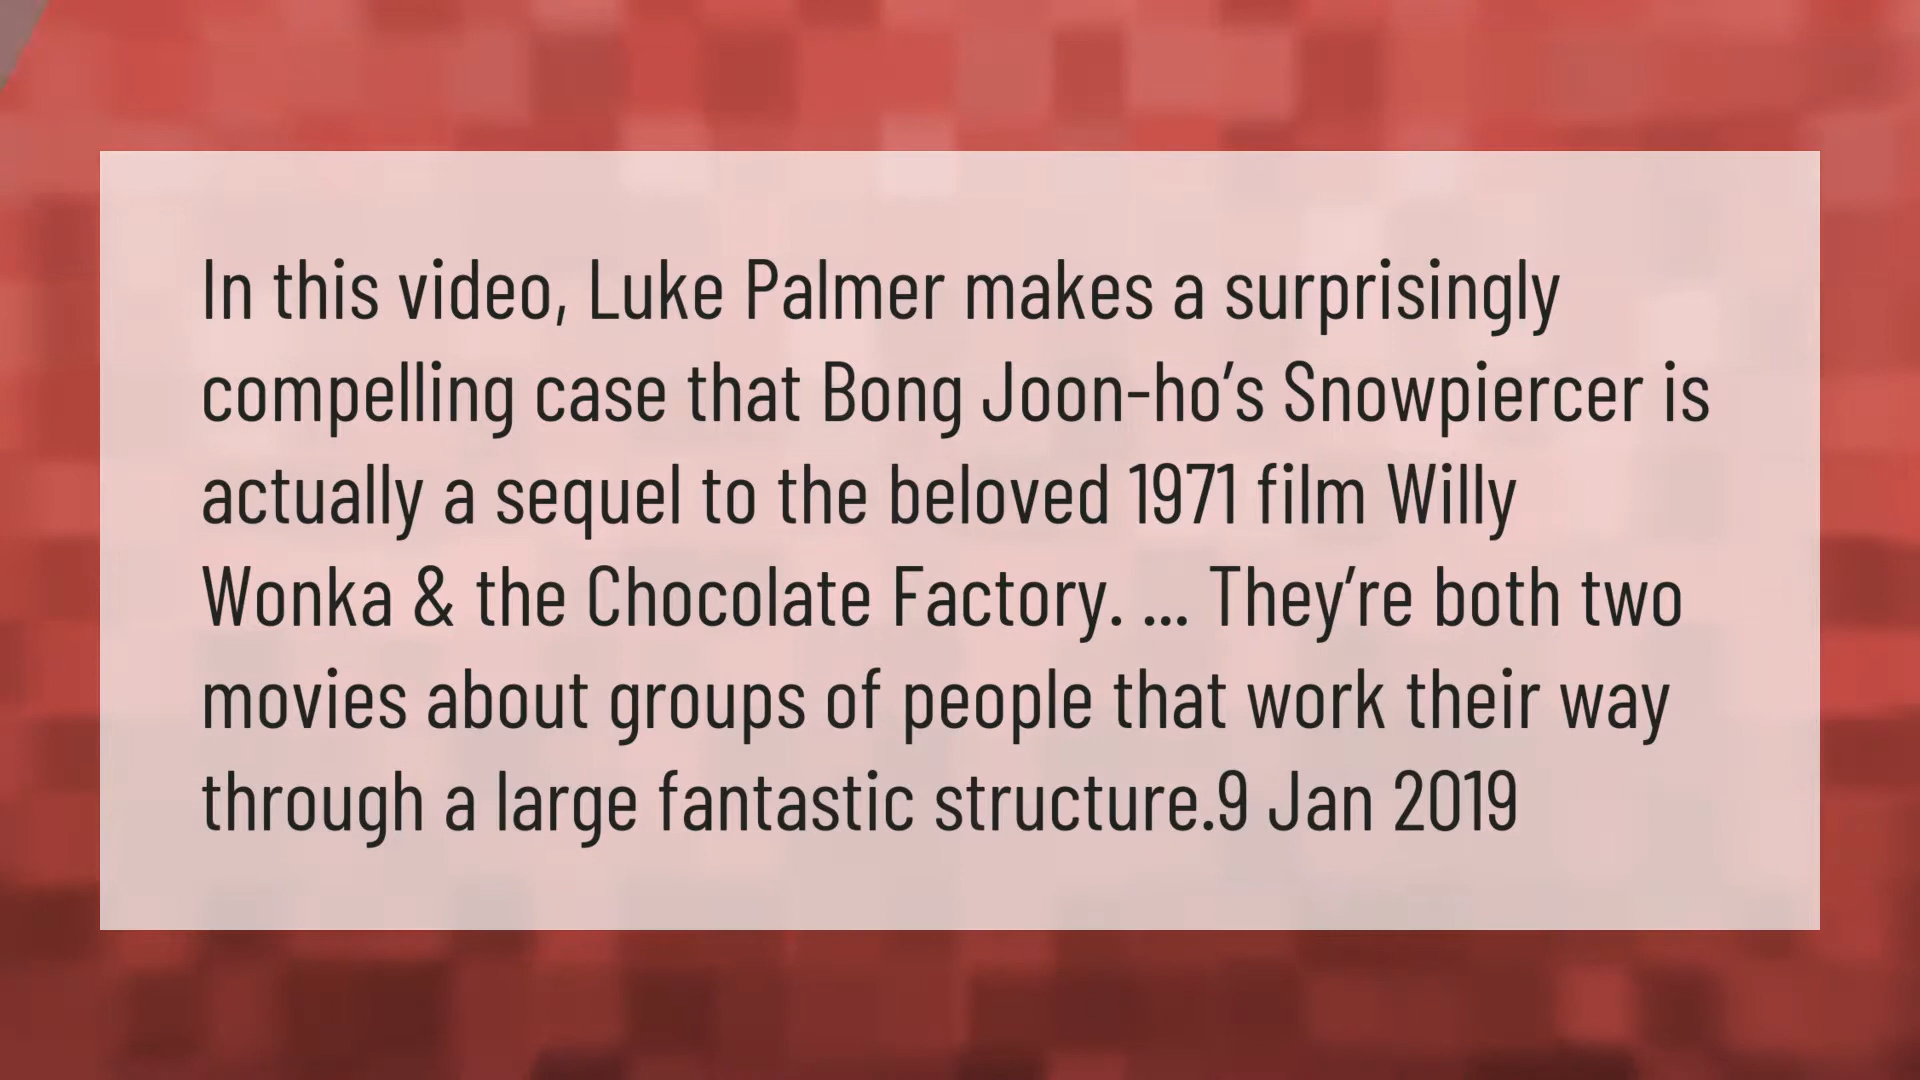 In this video, Luke Palmer makes a surprisingly
compelling case that Bong Joon-ho’s Snowpiercer is
actually a sequel to the beloved 1971 film Willy
Wonka & the Chocolate Factory. ... They’re both two
movies about groups of people that work their way
through a large fantastic structure.9 Jan 2019